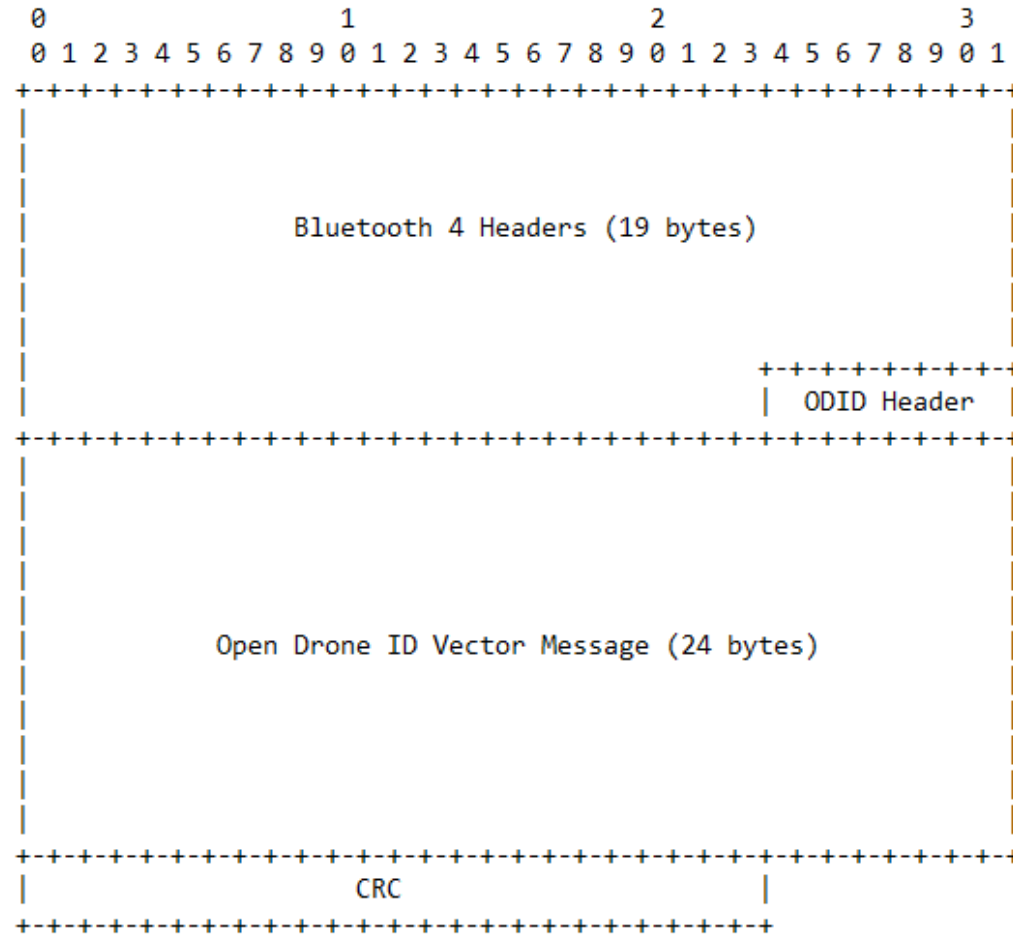 0                   1                   2                   3
0 1 2 3 4 5 6 7 8 9 0 1 2 3 4 5 6 7 8 9 0 1 2 3 4 5 6 7 8 9 0 1
Bluetooth 4 Headers (19 bytes)
ODID Header
Open Drone ID Vector Message (24 bytes)
CRC